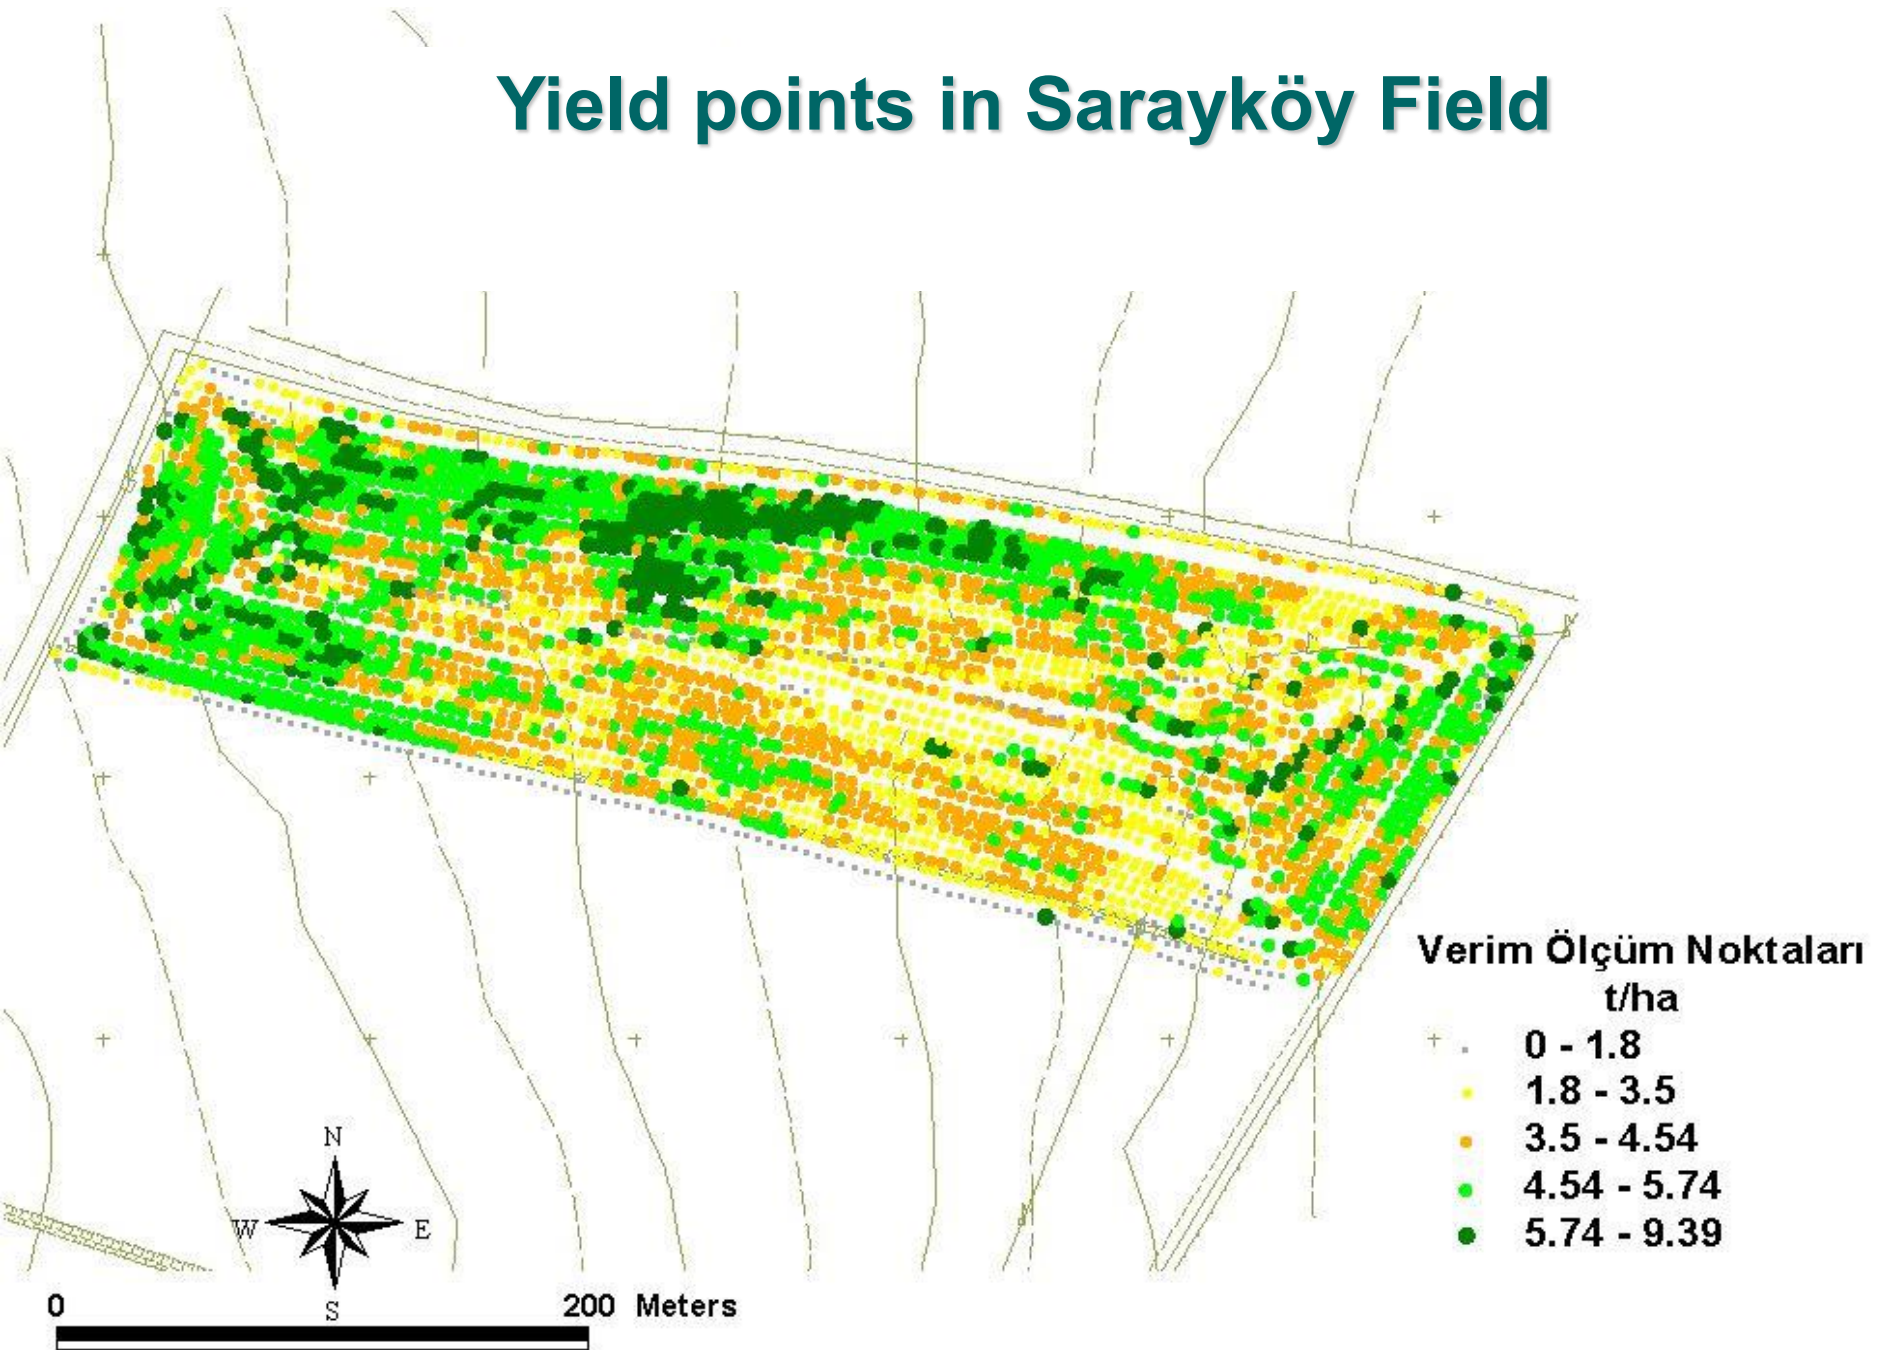 Yield points in Sarayköy Field
Verim Ölçüm Noktaları
t/ha
0 - 1.8
1.8 - 3.5
3.5 - 4.54
4.54 - 5.74
5.74 - 9.39
N
W E
S
0 200 Meters